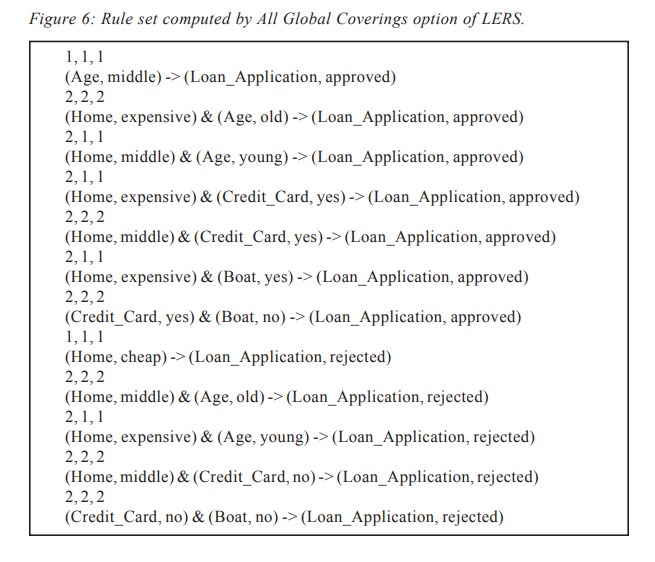 Figure 6: Rule set computed by All Global Coverings option of LERS.
1, 1, 1
(Age, middle) -> (Loan_Application, approved)
2, 2, 2
(Home, expensive) & (Age, old) -> (Loan_Application, approved)
2, 1, 1
(Home, middle) & (Age, young) -> (Loan_Application, approved)
2, 1, 1
(Home, expensive) & (Credit_Card, yes) -> (Loan_Application, approved)
2, 2, 2
(Home, middle) & (Credit_Card, yes) -> (Loan_Application, approved)
2, 1, 1
(Home, expensive) & (Boat, yes) -> (Loan_Application, approved)
2, 2, 2
(Credit_Card, yes) & (Boat, no) -> (Loan_Application, approved)
1, 1, 1
(Home, cheap) -> (Loan_Application, rejected)
2, 2, 2
(Home, middle) & (Age, old) -> (Loan_Application, rejected)
2, 1, 1
(Home, expensive) & (Age, young) -> (Loan_Application, rejected)
2, 2, 2
(Home, middle) & (Credit_Card, no) -> (Loan_Application, rejected)
2, 2, 2
(Credit_Card, no) & (Boat, no) -> (Loan_Application, rejected)